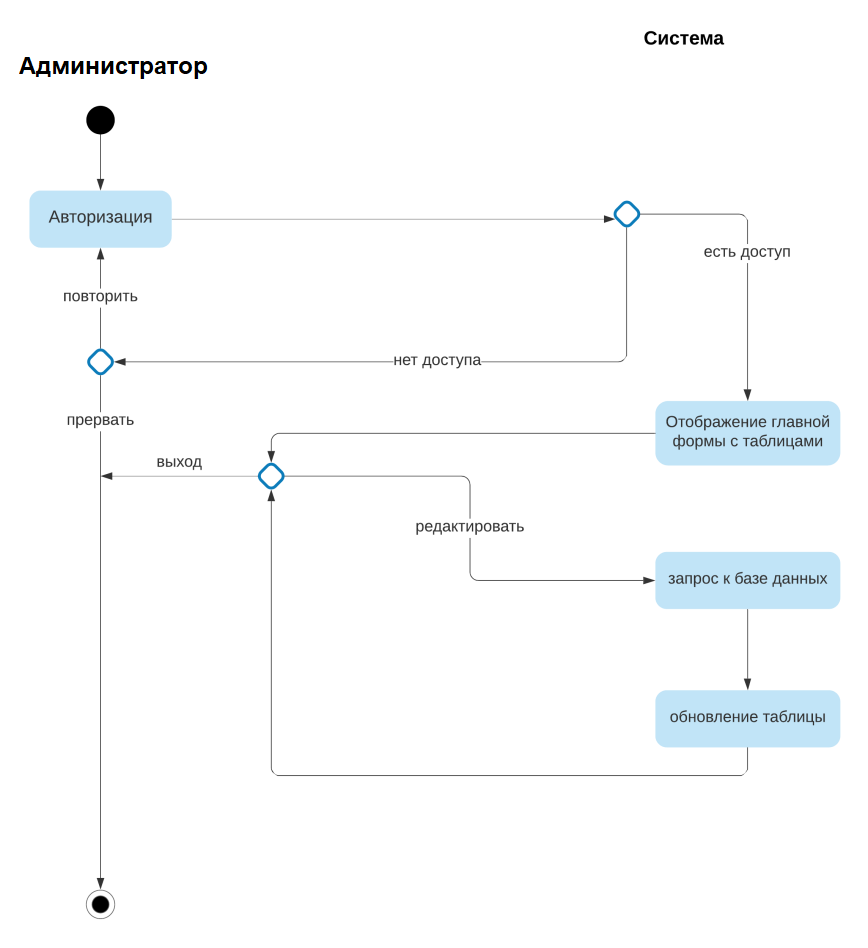 Система
Администратор
Авторизация
есть доступ
повторить
нет доступа
прервать
Отображение главной
формы с таблицами
выход
редактировать
запрос к базе данных
обновление таблицы